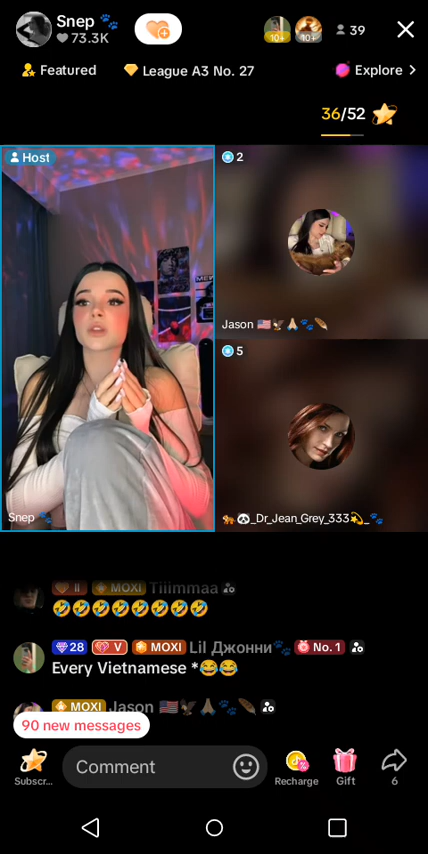 Snep 🐾
73.3K
10+
10+
39
Featured
League A3 No. 27
Explore >
36/52
Host
2
Jason 🇺🇸🦅🙏🏼🐾🪶
5
Snep 🐾
🐅🐼_Dr_Jean_Grey_333💫_🐾
II MOXI Tiiimmaa
🤣🤣🤣🤣🤣🤣🤣🤣
28 V MOXI Lil Джонни🐾 No. 1
Every Vietnamese *😂😂
MOXI Jason 🇺🇸🦅🙏🏼🐾🪶
90 new messages
Comment
Subscr...
Recharge
Gift
6